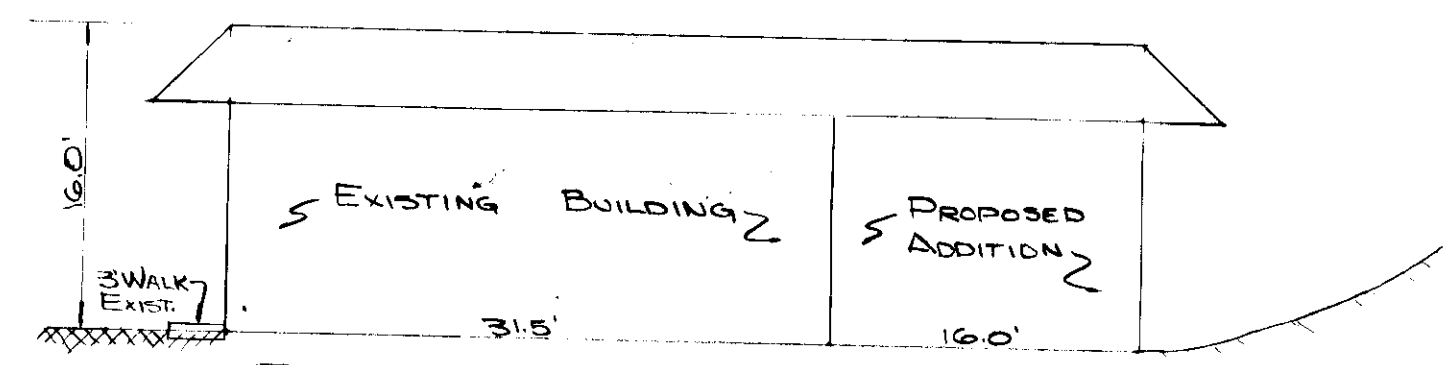 16.0'
EXISTING BUILDING
PROPOSED
ADDITION
3'WALK
EXIST.
31.5'
16.0'